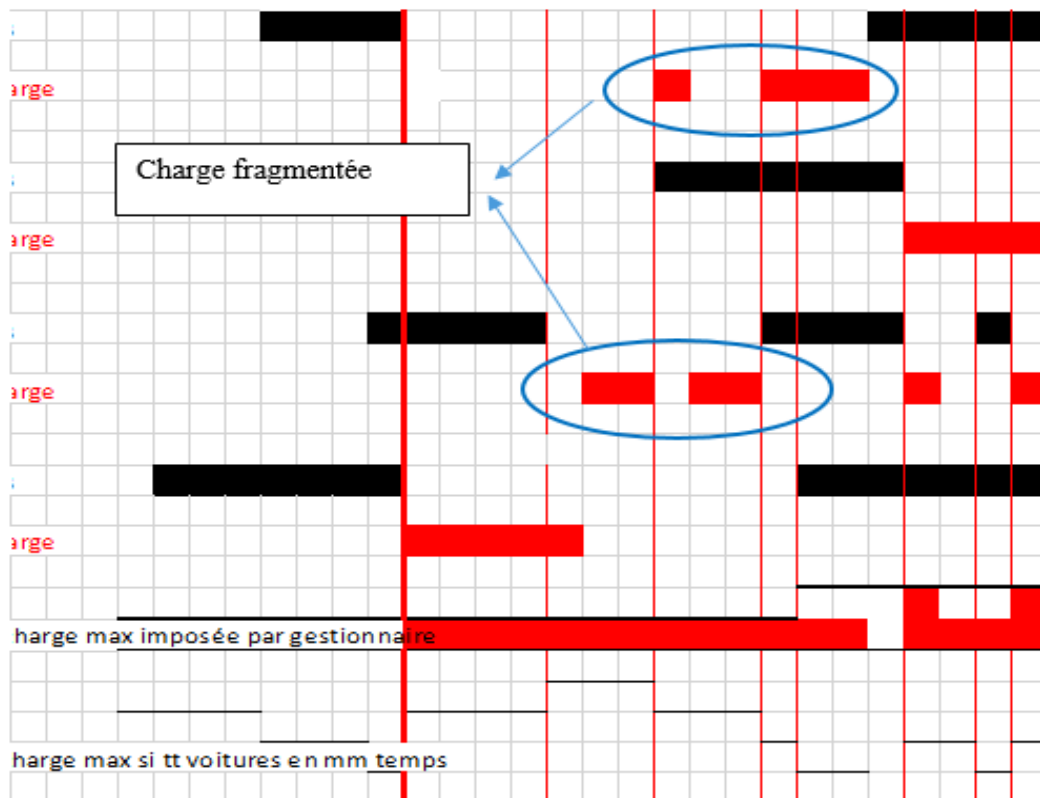 arge
Charge fragmentée
arge
arge
arge
harge max imposée par gestionnaire
harge max si tt voitures en mm temps